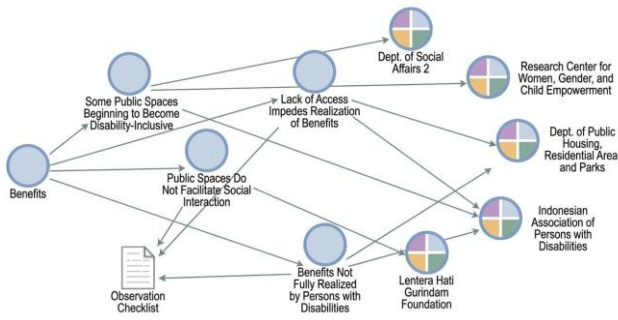 Dept. of Social
Affairs 2
Research Center for
Women, Gender, and
Child Empowerment
Some Public Spaces
Beginning to Become
Disability-Inclusive
Lack of Access
Impedes Realization
of Benefits
Dept. of Public
Housing,
Residential Area
and Parks
Benefits
Public Spaces Do
Not Facilitate Social
Interaction
Indonesian
Association of
Persons with
Disabilities
Observation
Checklist
Benefits Not
Fully Realized
by Persons with
Disabilities
Lentera Hati
Gurindam
Foundation